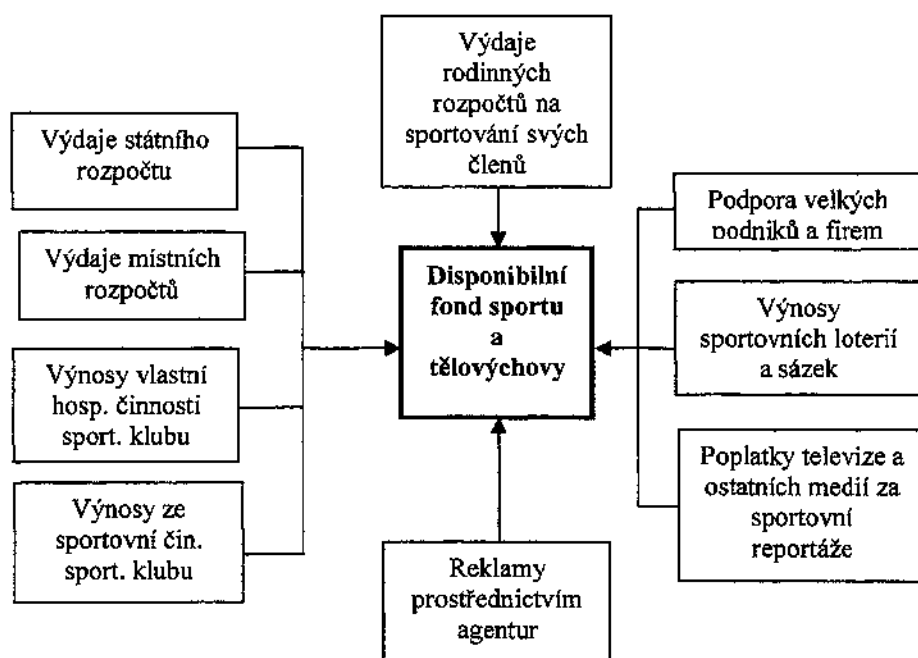 Výdaje
rodinných
rozpočtů na
sportování svých
členů
Výdaje státního
rozpočtu
Výdaje místních
rozpočtů
Výnosy vlastní
hosp. činnosti
sport. klubu
Výnosy ze
sportovní čin.
sport. klubu
Disponibilní
fond sportu
a
tělovýchovy
Reklamy
prostřednictvím
agentur
Podpora velkých
podniků a firem
Výnosy
sportovních loterií
a sázek
Poplatky televize a
ostatních medií za
sportovní
reportáže